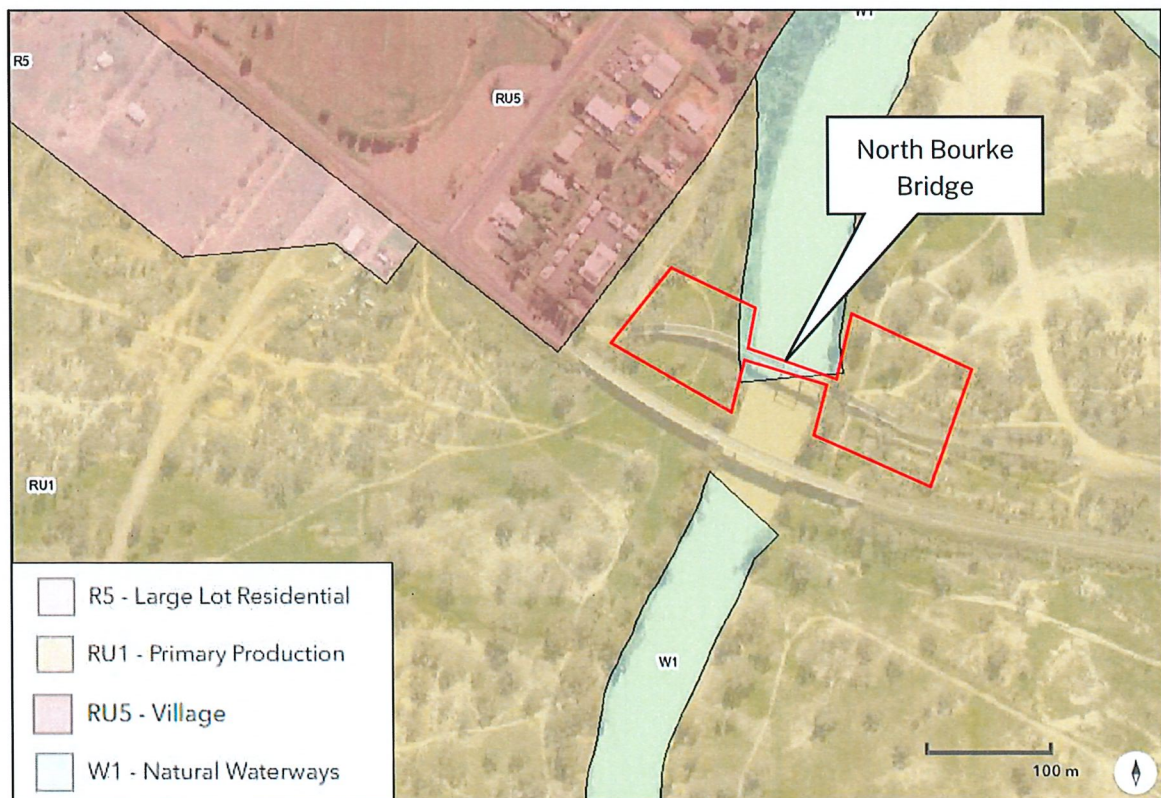 W1
R5
RU5
North Bourke
Bridge
RU1
W1
R5 - Large Lot Residential
RU1 - Primary Production
RU5 - Village
W1 - Natural Waterways
100 m